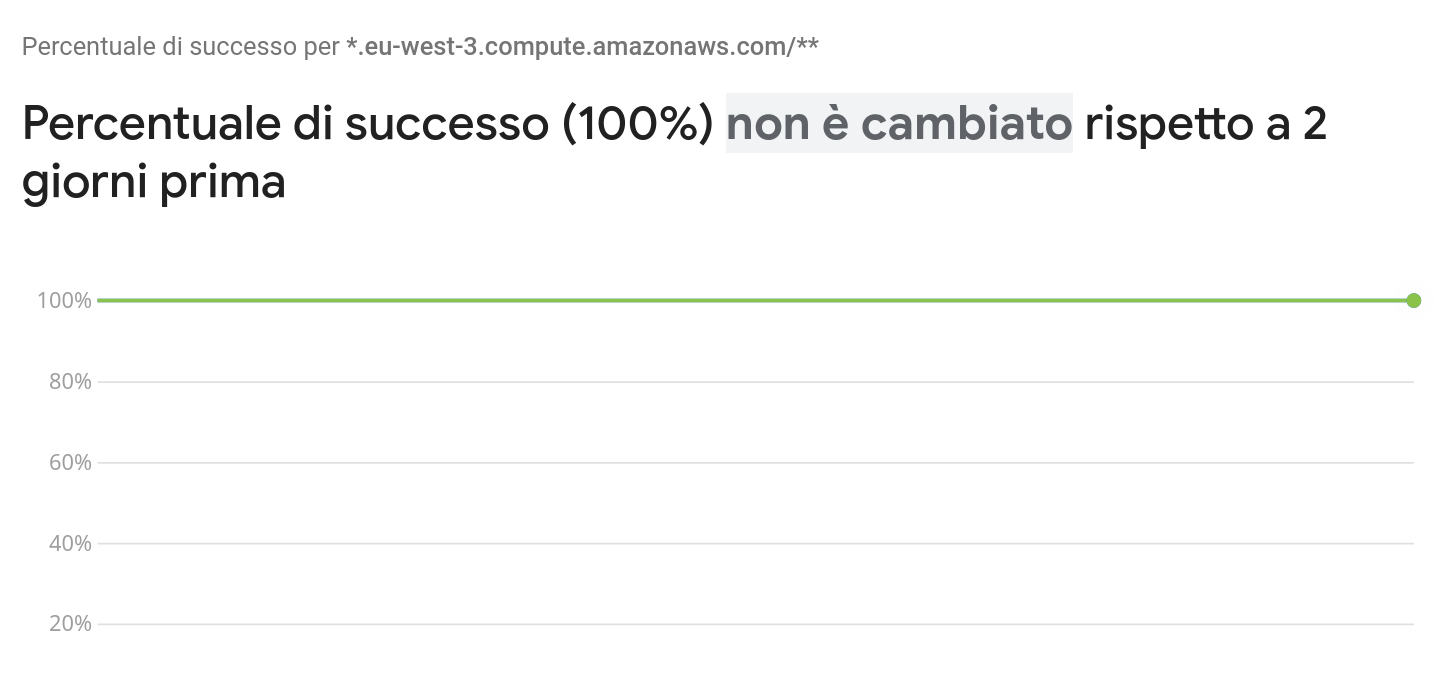 Percentuale di successo per *.eu-west-3.compute.amazonaws.com/**
Percentuale di successo (100%) non è cambiato rispetto a 2
giorni prima
100%
80%
60%
40%
20%